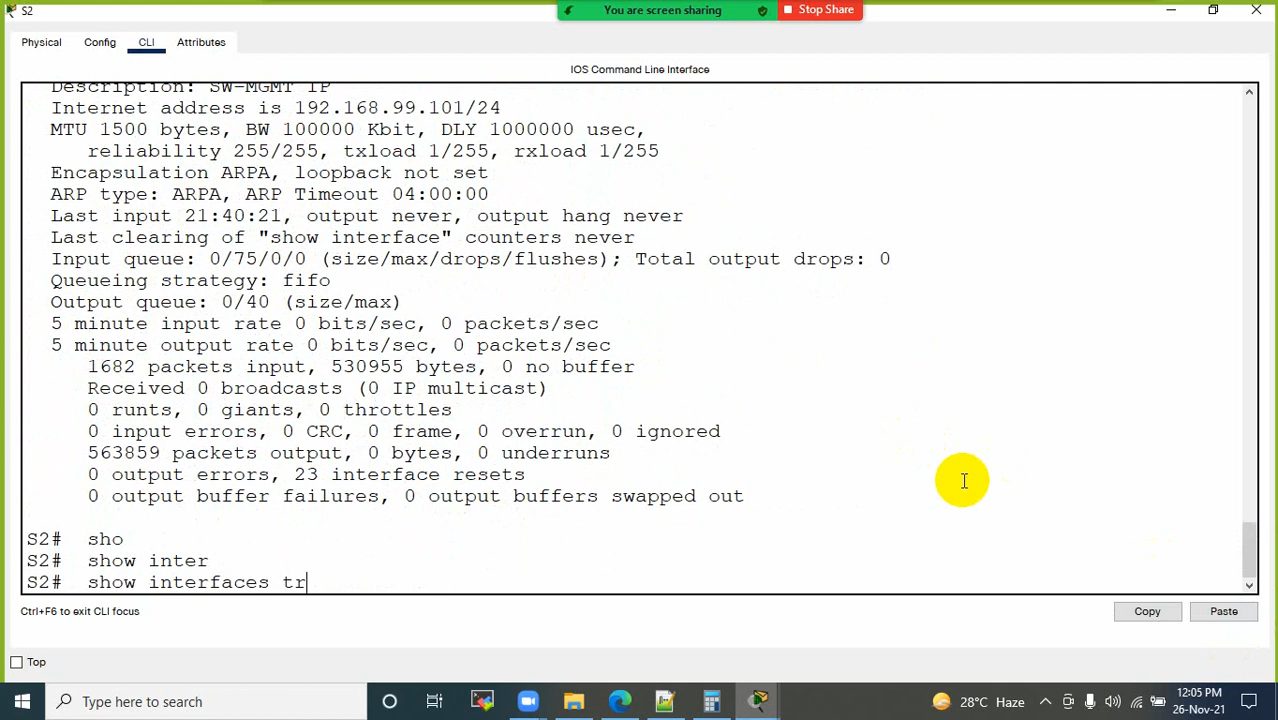 S2
You are screen sharing
Stop Share
Physical
Config
CLI
Attributes
IOS Command Line Interface
Description: SW-MGMT IP
Internet address is 192.168.99.101/24
MTU 1500 bytes, BW 100000 Kbit, DLY 1000000 usec,
reliability 255/255, txload 1/255, rxload 1/255
Encapsulation ARPA, loopback not set
ARP type: ARPA, ARP Timeout 04:00:00
Last input 21:40:21, output never, output hang never
Last clearing of "show interface" counters never
Input queue: 0/75/0/0 (size/max/drops/flushes); Total output drops: 0
Queueing strategy: fifo
Output queue: 0/40 (size/max)
5 minute input rate 0 bits/sec, 0 packets/sec
5 minute output rate 0 bits/sec, 0 packets/sec
1682 packets input, 530955 bytes, 0 no buffer
Received 0 broadcasts (0 IP multicast)
0 runts, 0 giants, 0 throttles
0 input errors, 0 CRC, 0 frame, 0 overrun, 0 ignored
563859 packets output, 0 bytes, 0 underruns
0 output errors, 23 interface resets
0 output buffer failures, 0 output buffers swapped out
S2# sho
S2# show inter
S2# show interfaces tr
Ctrl+F6 to exit CLI focus
Copy
Paste
Top
Type here to search
28°C Haze
12:05 PM
26-Nov-21